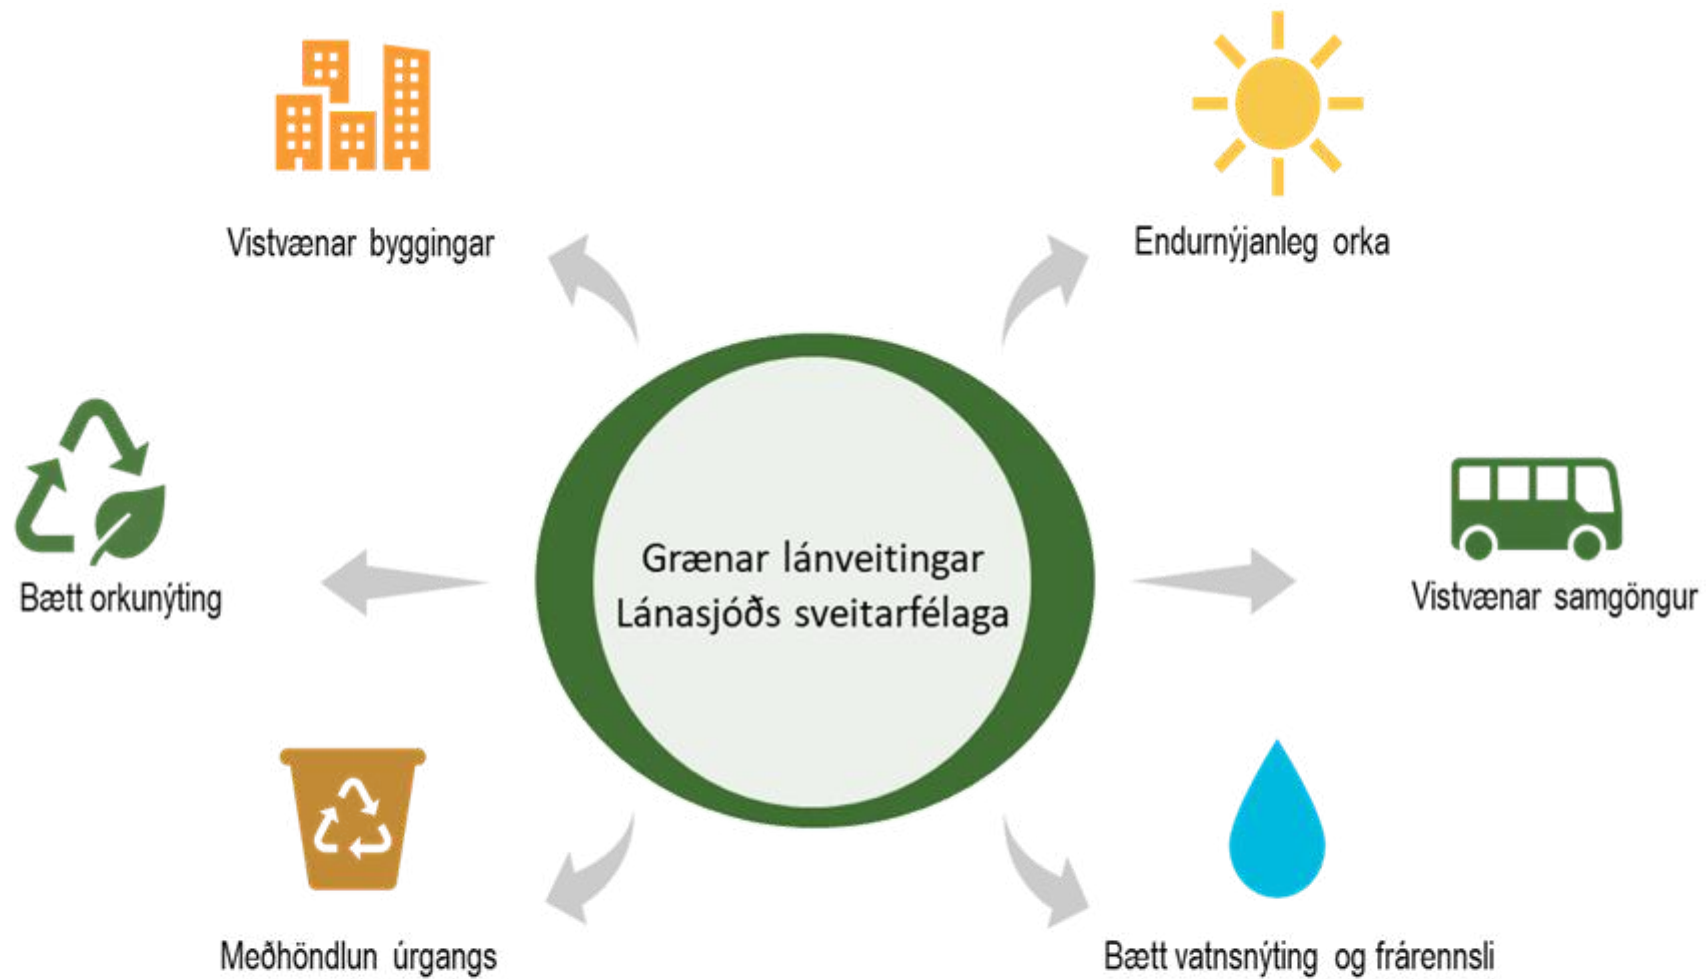 Vistvænar byggingar
Endurnýjanleg orka
Bætt orkunýting
Grænar lánveitingar
Lánasjóðs sveitarfélaga
Vistvænar samgöngur
Meðhöndlun úrgangs
Bætt vatnsnýting og frárennsli